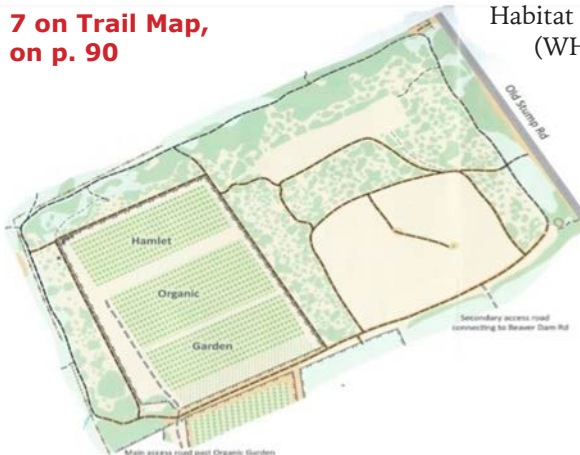 7 on Trail Map,
on p. 90
Habitat
(WH
Old Stump Rd
Hamlet
Organic
Garden
Secondary access road
connecting to Beaver Dam Rd
Main access road past Organic Garden